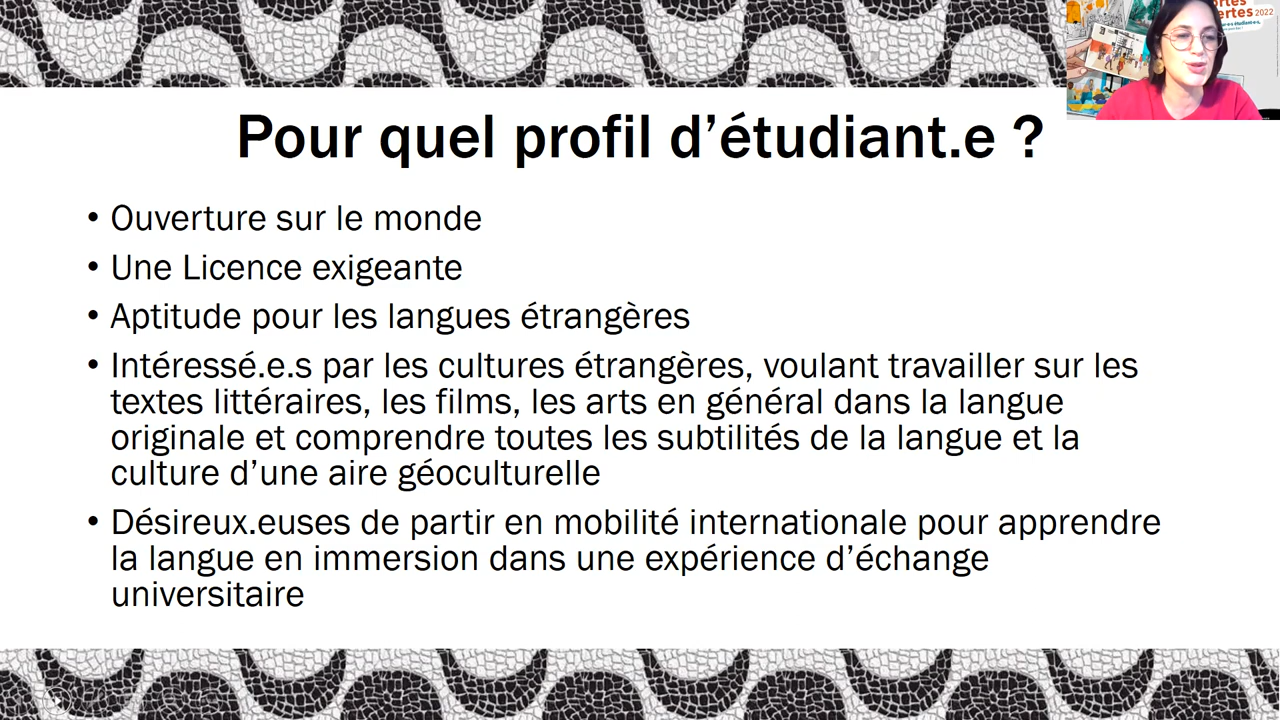 Pour quel profil d’étudiant.e ?
• Ouverture sur le monde
• Une Licence exigeante
• Aptitude pour les langues étrangères
• Intéressé.e.s par les cultures étrangères, voulant travailler sur les
textes littéraires, les films, les arts en général dans la langue
originale et comprendre toutes les subtilités de la langue et la
culture d’une aire géoculturelle
• Désireux.euses de partir en mobilité internationale pour apprendre
la langue en immersion dans une expérience d’échange
universitaire
2022